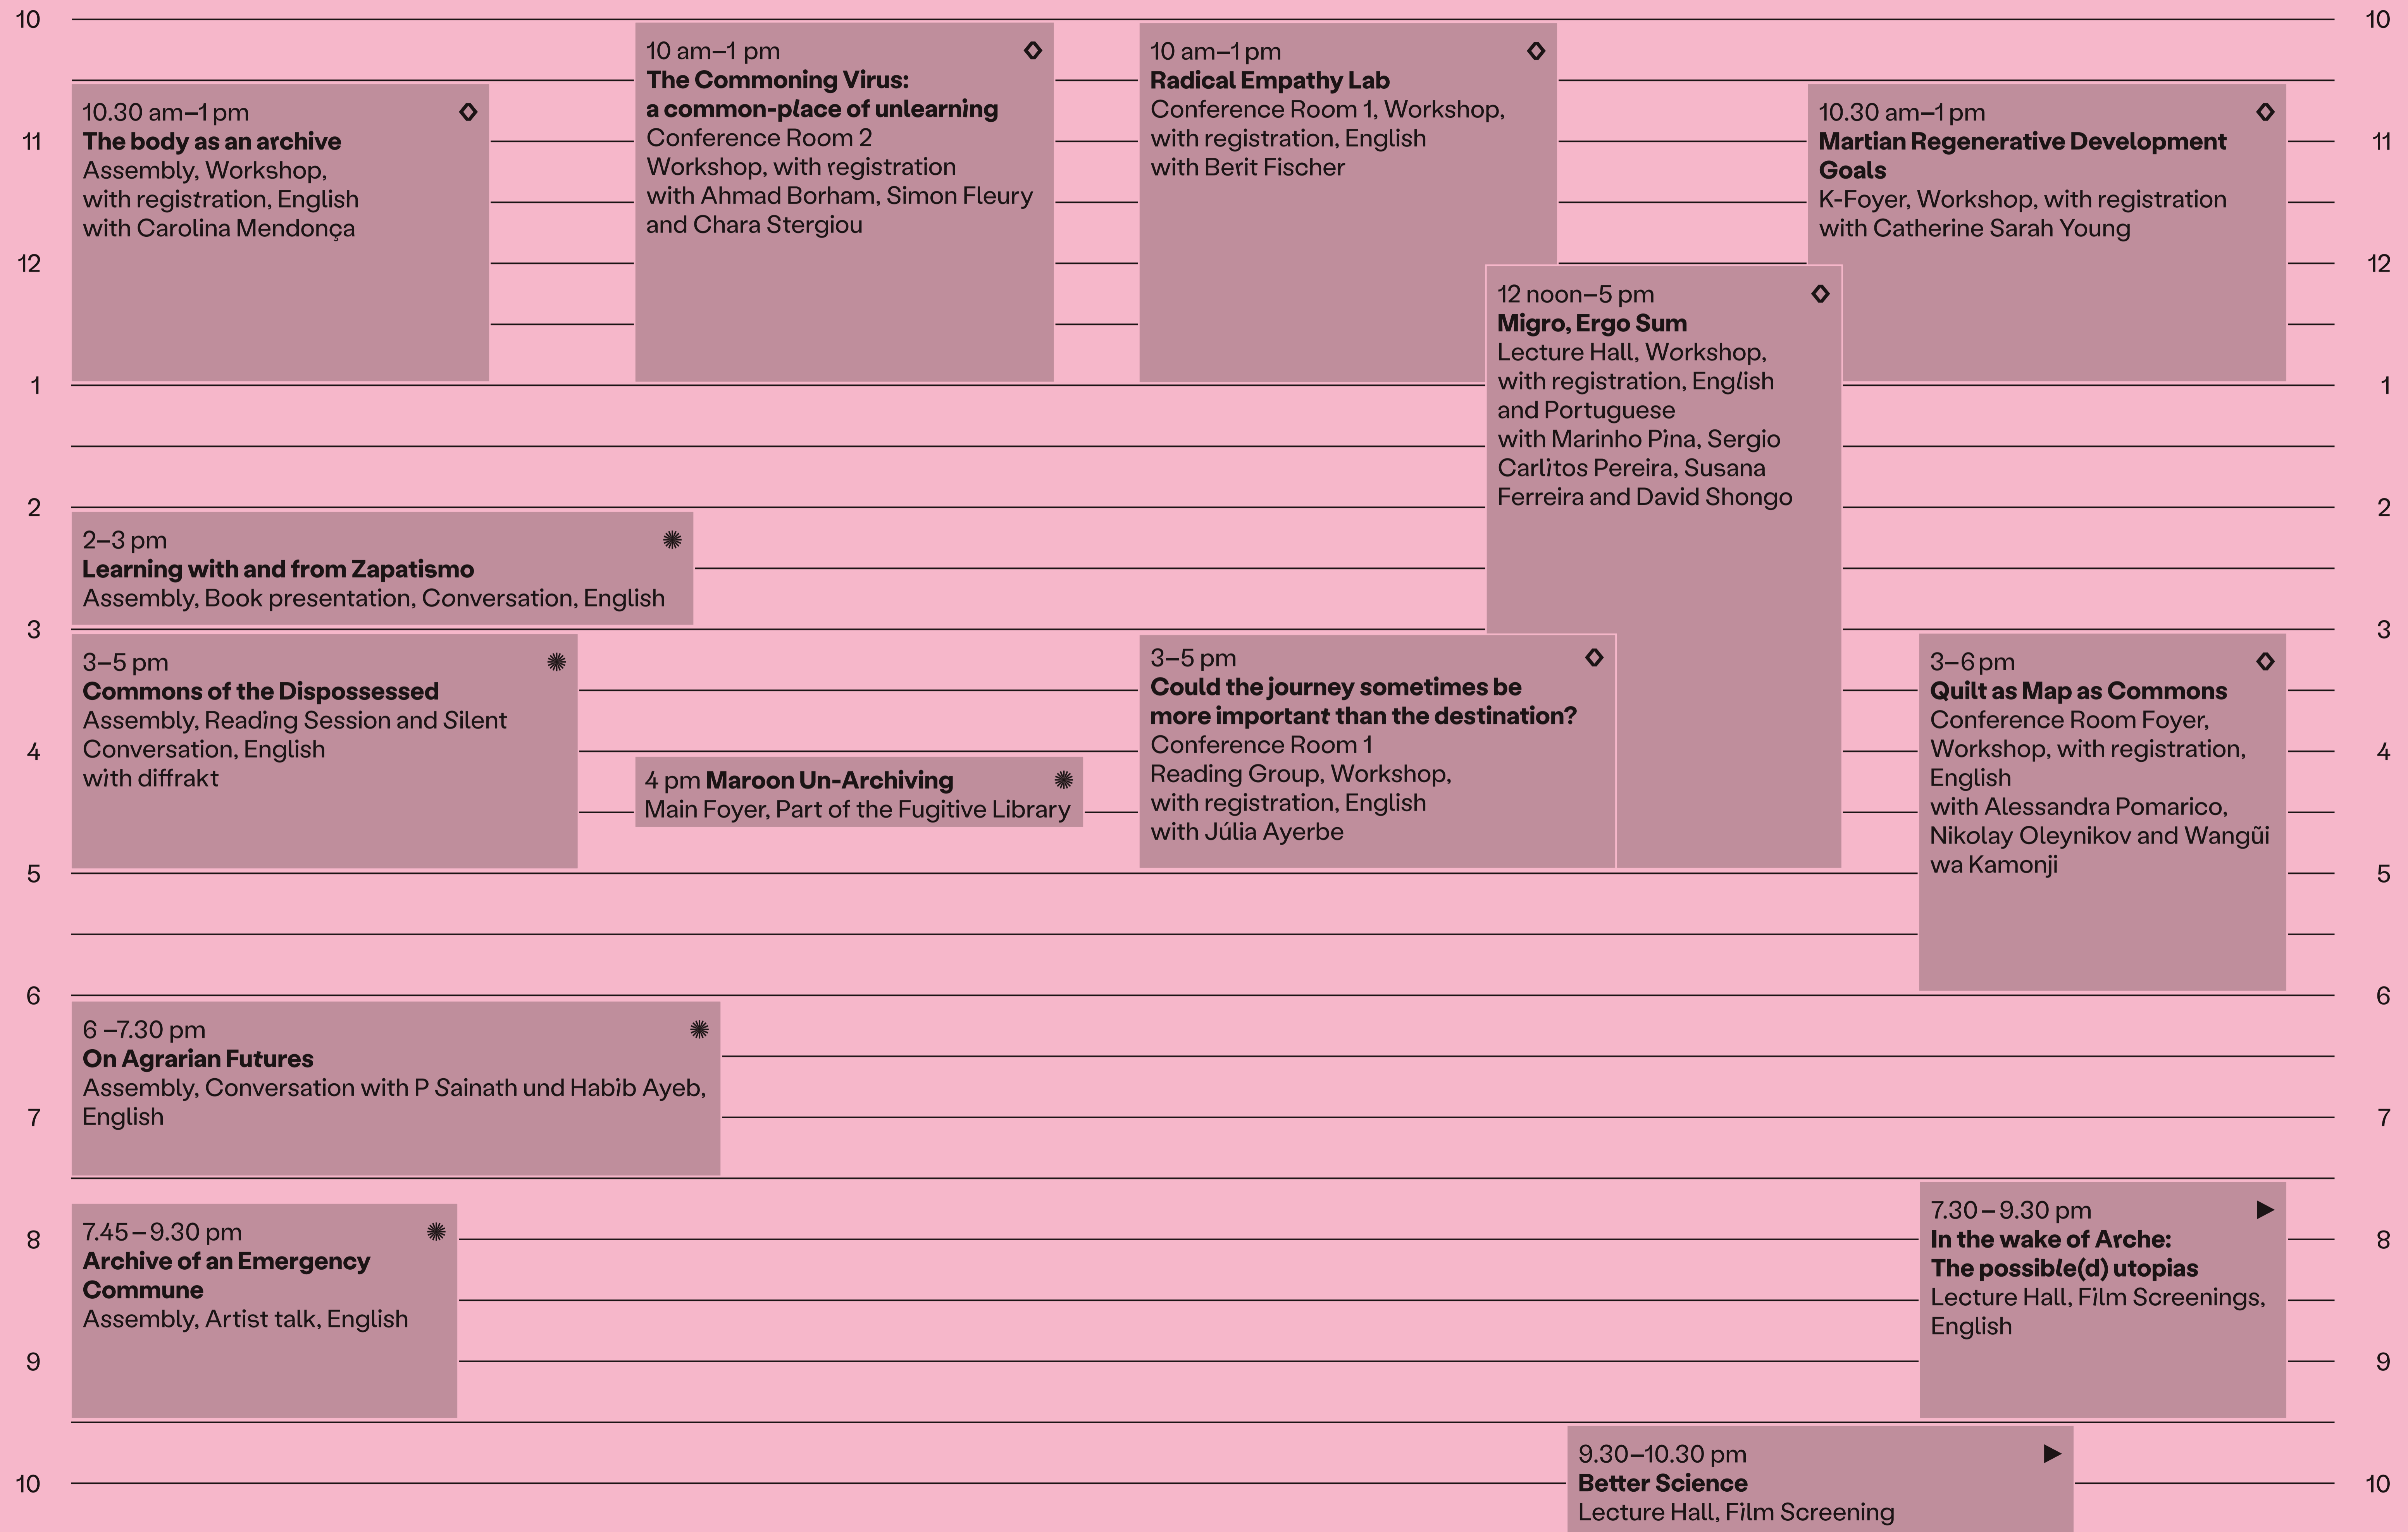 10
10
10 am–1 pm
The Commoning Virus:
a common-place of unlearning
Conference Room 2
Workshop, with registration
with Ahmad Borham, Simon Fleury
and Chara Stergiou
10 am–1 pm
Radical Empathy Lab
Conference Room 1, Workshop,
with registration, English
with Berit Fischer
10.30 am–1 pm
The body as an archive
Assembly, Workshop,
with registration, English
with Carolina Mendonça
10.30 am–1 pm
Martian Regenerative Development
Goals
K-Foyer, Workshop, with registration
with Catherine Sarah Young
11
11
12
12
12 noon–5 pm
Migro, Ergo Sum
Lecture Hall, Workshop,
with registration, English
and Portuguese
with Marinho Pina, Sergio
Carlitos Pereira, Susana
Ferreira and David Shongo
1
1
2
2
2–3 pm
Learning with and from Zapatismo
Assembly, Book presentation, Conversation, English
3
3
3–5 pm
Commons of the Dispossessed
Assembly, Reading Session and Silent
Conversation, English
with diffrakt
3–5 pm
Could the journey sometimes be
more important than the destination?
Conference Room 1
Reading Group, Workshop,
with registration, English
with Júlia Ayerbe
3–6 pm
Quilt as Map as Commons
Conference Room Foyer,
Workshop, with registration,
English
with Alessandra Pomarico,
Nikolay Oleynikov and Wangũi
wa Kamonji
4
4
4 pm Maroon Un-Archiving
Main Foyer, Part of the Fugitive Library
5
5
6
6
6 –7.30 pm
On Agrarian Futures
Assembly, Conversation with P Sainath und Habib Ayeb,
English
7
7
7.45 – 9.30 pm
Archive of an Emergency
Commune
Assembly, Artist talk, English
7.30 – 9.30 pm
In the wake of Arche:
The possible(d) utopias
Lecture Hall, Film Screenings,
English
8
8
9
9
9.30–10.30 pm
Better Science
Lecture Hall, Film Screening
10
10